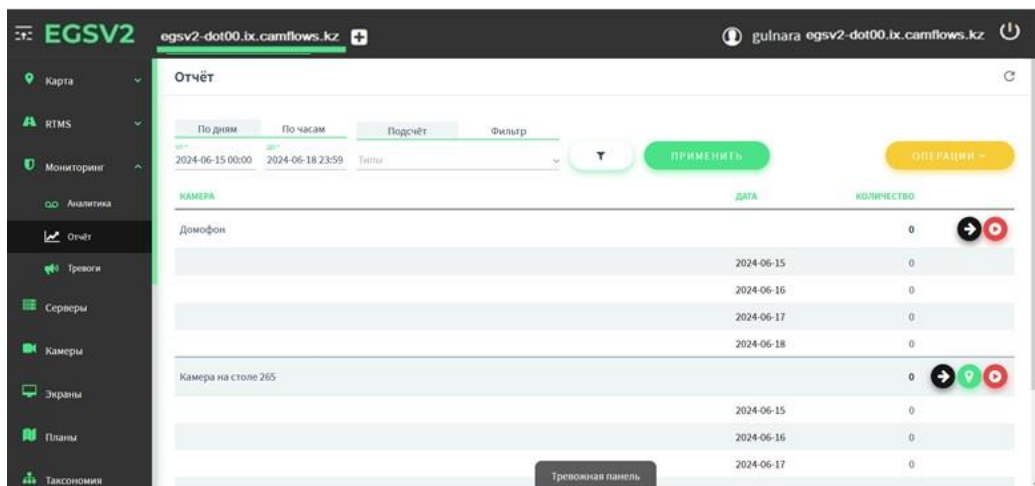 EGSV2 egsv2-dot00.ix.camflows.kz gulnara egsv2-dot00.ix.camflows.kz
Карта
RTMS
Мониторинг
Аналитика
Отчёт
Тревоги
Серверы
Камеры
Экраны
Планы
Таксономия
Отчёт
По дням По часам Подсчёт Фильтр
от * до *
2024-06-15 00:00 2024-06-18 23:59 Типы ПРИМЕНИТЬ ОПЕРАЦИИ
КАМЕРА ДАТА КОЛИЧЕСТВО
Домофон 0
2024-06-15 0
2024-06-16 0
2024-06-17 0
2024-06-18 0
Камера на столе 265 0
2024-06-15 0
2024-06-16 0
2024-06-17 0
Тревожная панель